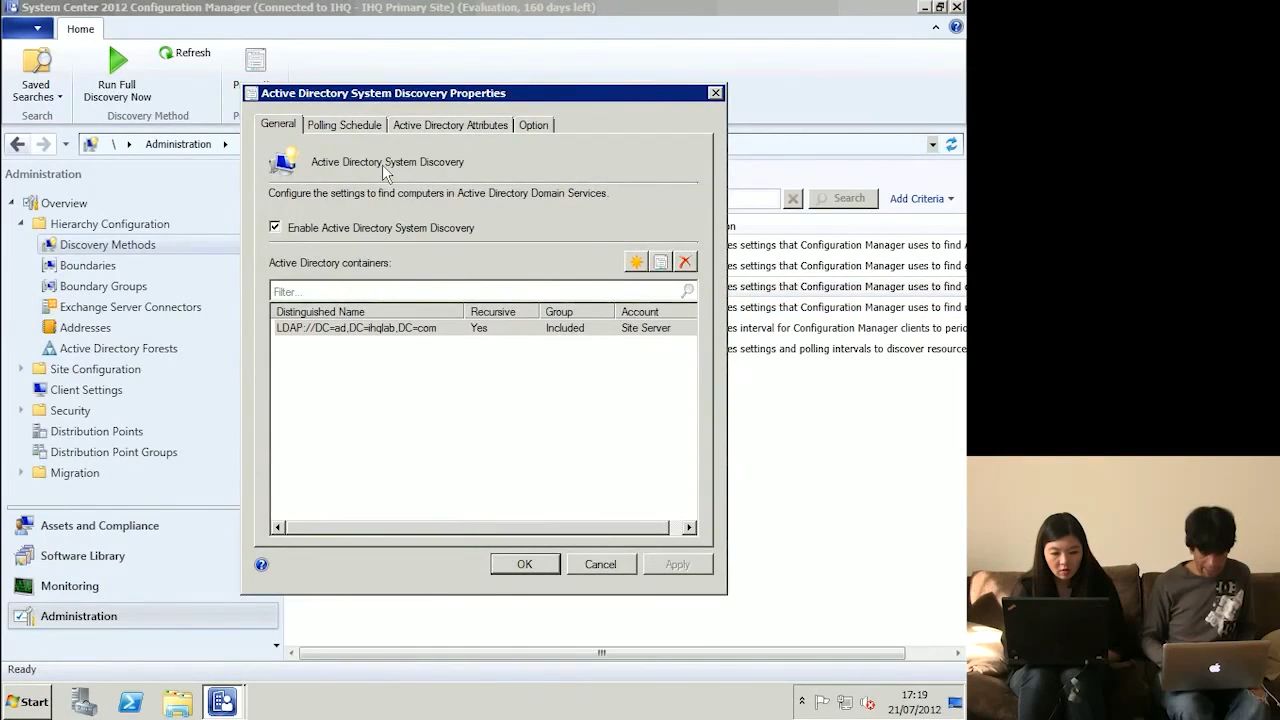 System Center 2012 Configuration Manager (Connected to IHQ - IHQ Primary Site) (Evaluation, 160 days left)
Home
Saved
Searches
Search
Run Full
Discovery Now
Refresh
Discovery Method
Active Directory System Discovery Properties
\ Administration
Administration
Overview
Hierarchy Configuration
Discovery Methods
Boundaries
Boundary Groups
Exchange Server Connectors
Addresses
Active Directory Forests
Site Configuration
Client Settings
Security
Distribution Points
Distribution Point Groups
Migration
Assets and Compliance
Software Library
Monitoring
Administration
General
Polling Schedule
Active Directory Attributes
Option
Active Directory System Discovery
Configure the settings to find computers in Active Directory Domain Services.
Enable Active Directory System Discovery
Active Directory containers:
Filter...
Distinguished Name Recursive Group Account
LDAP://DC=ad,DC=ihqlab,DC=com Yes Included Site Server
OK Cancel Apply
Search Add Criteria
on
es settings that Configuration Manager uses to find
es settings that Configuration Manager uses to find
es settings that Configuration Manager uses to find
es settings that Configuration Manager uses to find
es interval for Configuration Manager clients to perio
es settings and polling intervals to discover resource
Ready
Start
17:19
21/07/2012